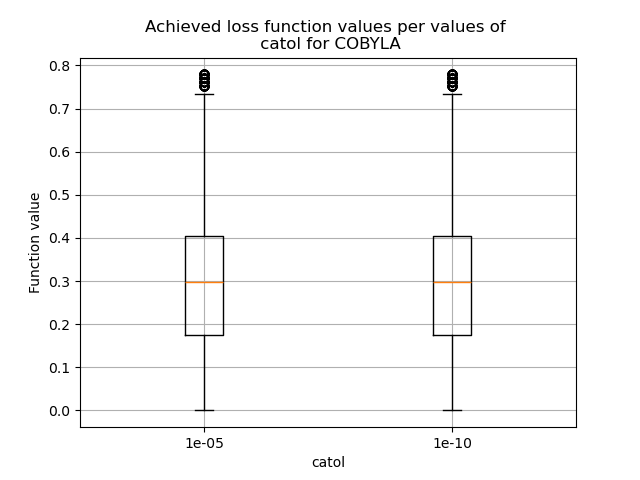 Achieved loss function values per values of
catol for COBYLA
0.8
0.7
0.6
0.5
0.4
0.3
0.2
0.1
0.0
Function value
1e-05 1e-10
catol